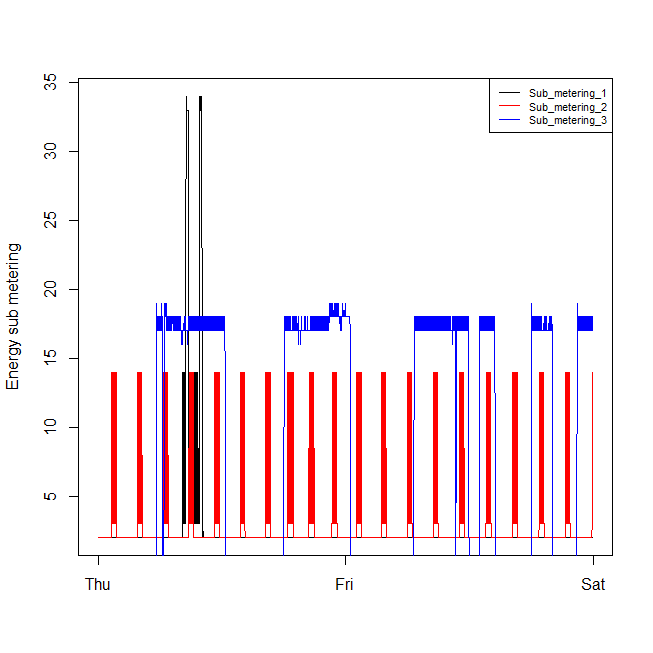 35
30
25
20
15
10
5
Energy sub metering
Sub_metering_1
Sub_metering_2
Sub_metering_3
Thu Fri Sat